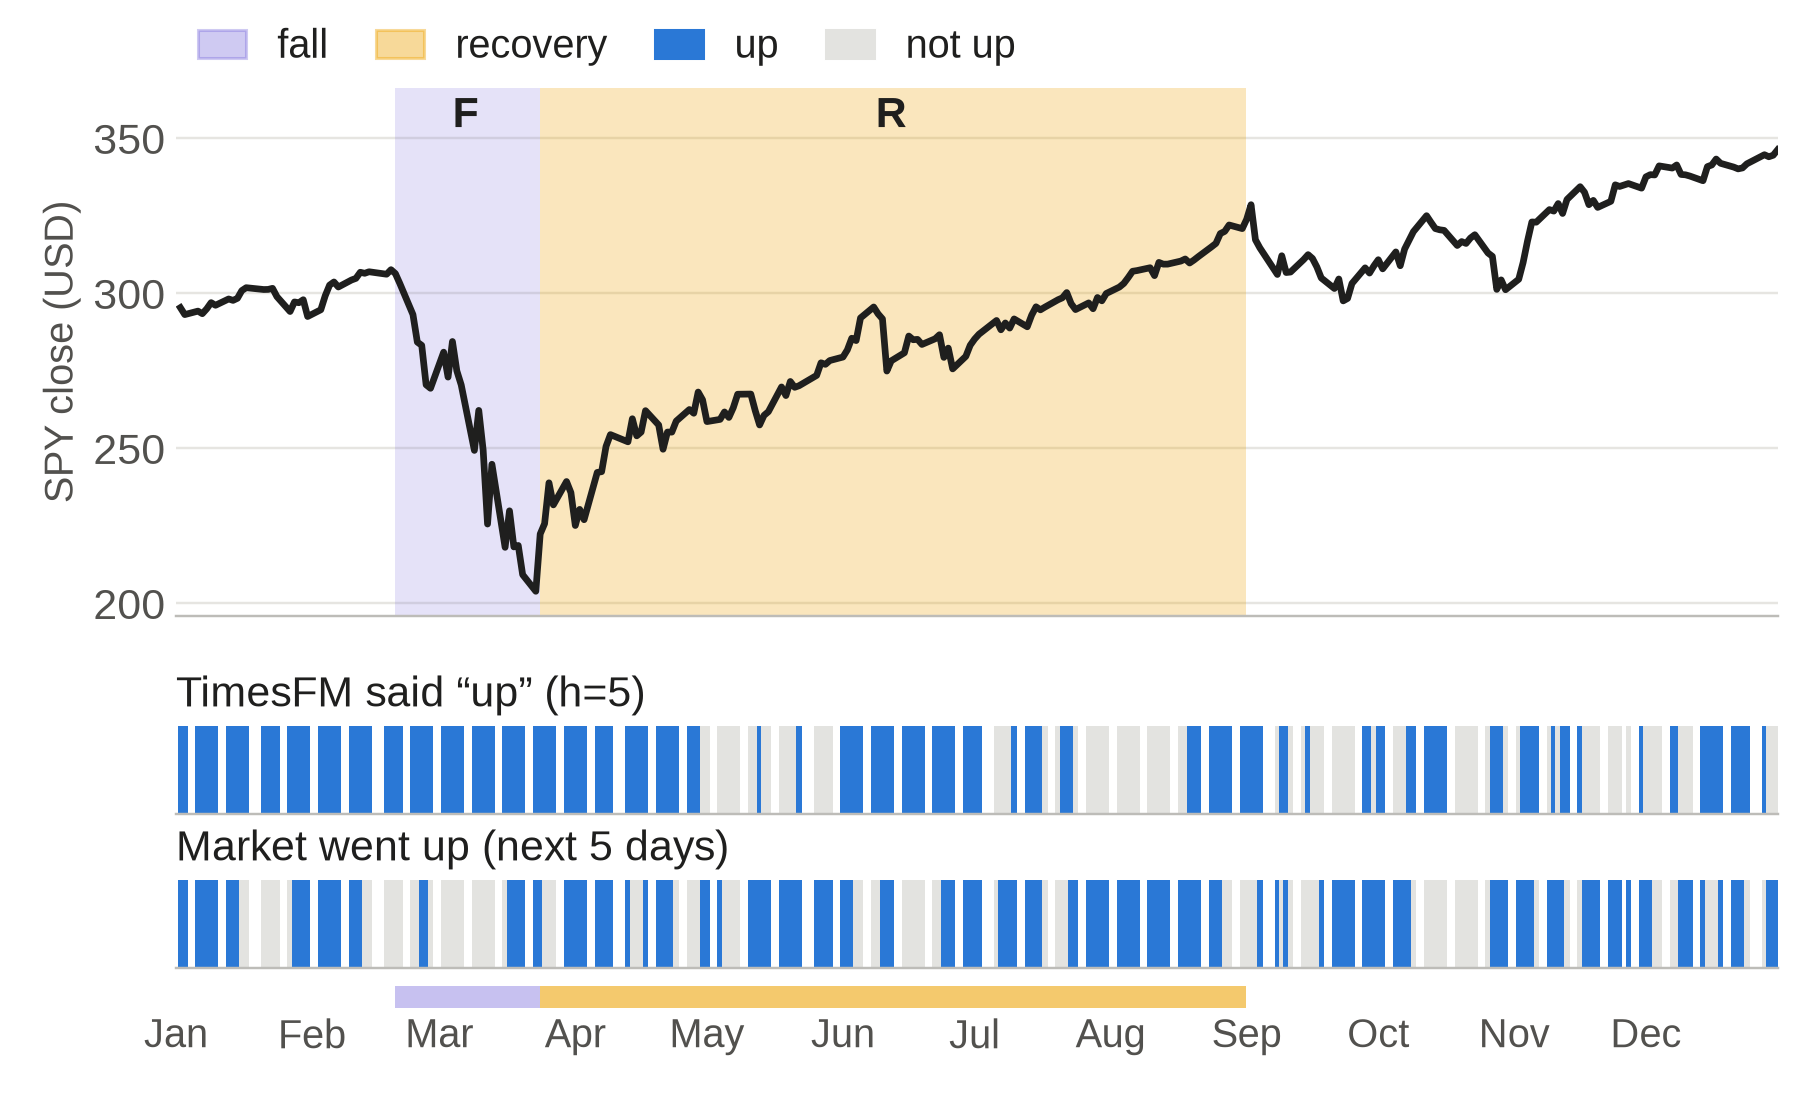 fall recovery up not up
F R
350
300
250
200
SPY close (USD)
TimesFM said “up” (h=5)
Market went up (next 5 days)
Jan Feb Mar Apr May Jun Jul Aug Sep Oct Nov Dec